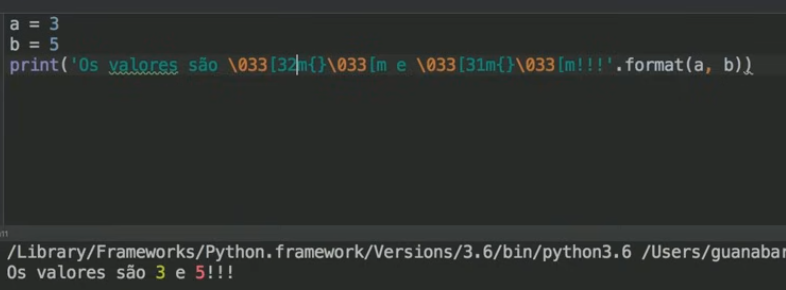 a = 3
b = 5
print('Os valores são \033[32m{}\033[m e \033[31m{}\033[m!!!'.format(a, b))
/Library/Frameworks/Python.framework/Versions/3.6/bin/python3.6 /Users/guanabar
Os valores são 3 e 5!!!